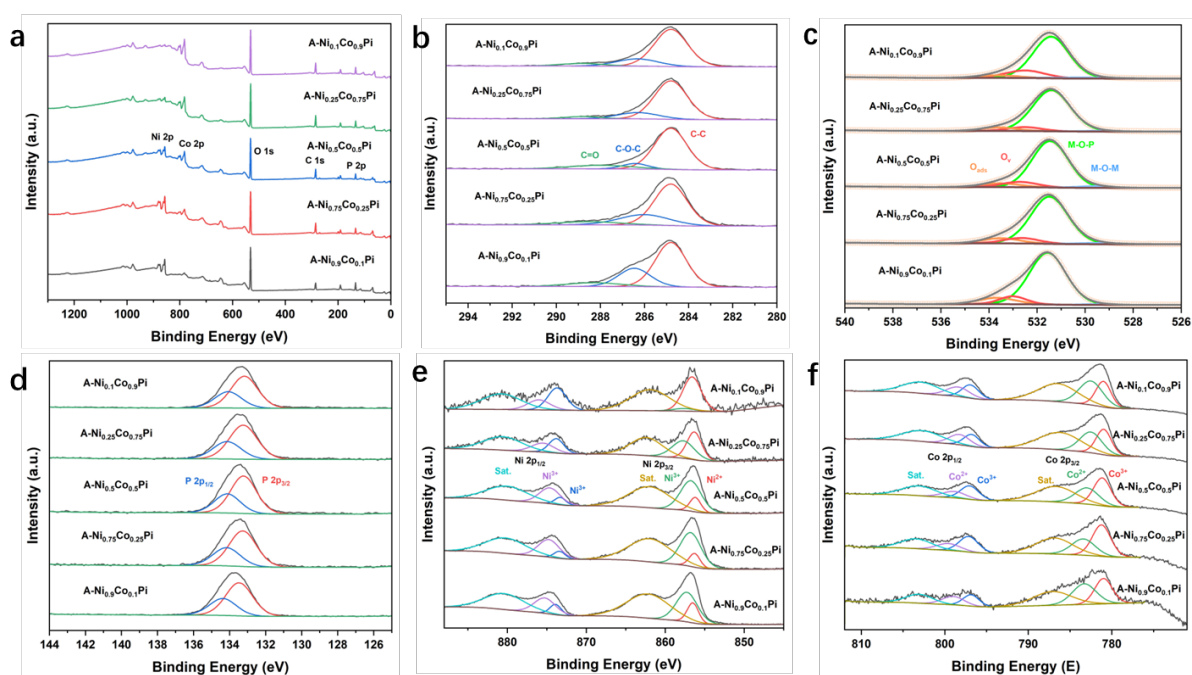 a
A-Ni0.1Co0.9Pi
A-Ni0.25Co0.75Pi
Ni 2p
Co 2p
O 1s
A-Ni0.5Co0.5Pi
C 1s
P 2p
A-Ni0.75Co0.25Pi
A-Ni0.9Co0.1Pi
Intensity (a.u.)
1200 1000 800 600 400 200 0
Binding Energy (eV)
b
A-Ni0.1Co0.9Pi
A-Ni0.25Co0.75Pi
A-Ni0.5Co0.5Pi
C=O
C-O-C
C-C
A-Ni0.75Co0.25Pi
A-Ni0.9Co0.1Pi
Intensity (a.u.)
294 292 290 288 286 284 282 280
Binding Energy (eV)
c
A-Ni0.1Co0.9Pi
A-Ni0.25Co0.75Pi
A-Ni0.5Co0.5Pi
Oads
Ov
M-O-P
M-O-M
A-Ni0.75Co0.25Pi
A-Ni0.9Co0.1Pi
Intensity (a.u.)
540 538 536 534 532 530 528 526
Binding Energy (eV)
d
A-Ni0.1Co0.9Pi
A-Ni0.25Co0.75Pi
A-Ni0.5Co0.5Pi
P 2p1/2
P 2p3/2
A-Ni0.75Co0.25Pi
A-Ni0.9Co0.1Pi
Intensity (a.u.)
144 142 140 138 136 134 132 130 128 126 124
Binding Energy (eV)
e
A-Ni0.1Co0.9Pi
A-Ni0.25Co0.75Pi
Ni 2p1/2
Ni 2p3/2
Sat.
Ni3+
Ni3+
Sat.
Ni3+
Ni2+
A-Ni0.5Co0.5Pi
A-Ni0.75Co0.25Pi
A-Ni0.9Co0.1Pi
Intensity (a.u.)
880 870 860 850
Binding Energy (eV)
f
A-Ni0.1Co0.9Pi
A-Ni0.25Co0.75Pi
Co 2p1/2
Co 2p3/2
Sat.
Co2+
Co3+
Sat.
Co2+
Co3+
A-Ni0.5Co0.5Pi
A-Ni0.75Co0.25Pi
A-Ni0.9Co0.1Pi
Intensity (a.u.)
810 800 790 780
Binding Energy (E)